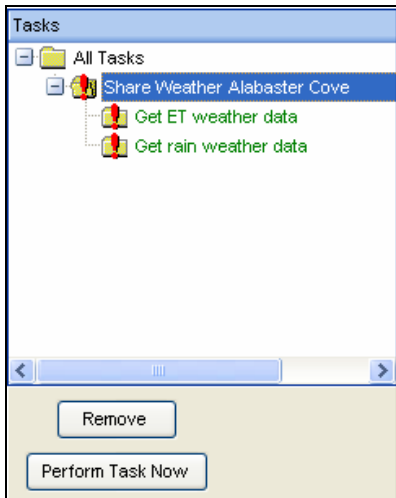 Tasks
All Tasks
Share Weather Alabaster Cove
Get ET weather data
Get rain weather data
Remove
Perform Task Now